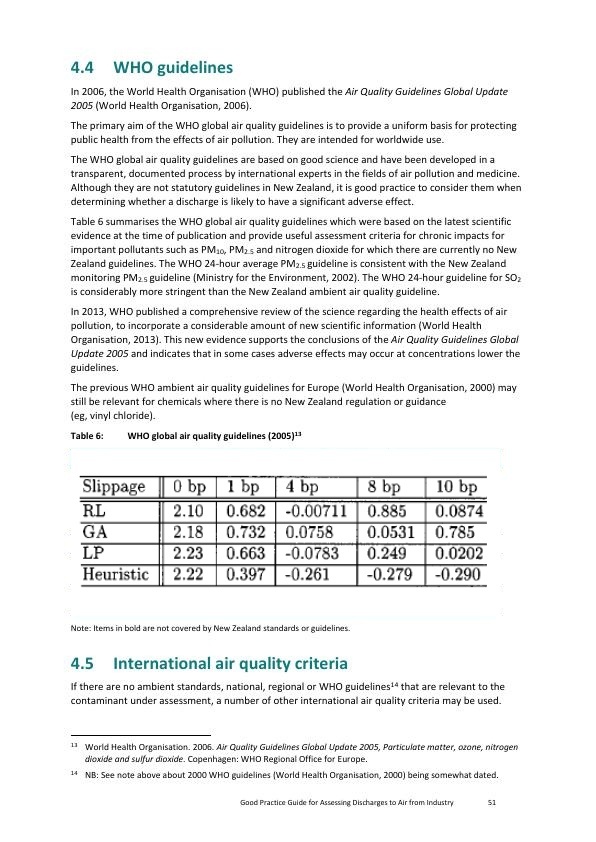 4.4 WHO guidelines
In 2006, the World Health Organisation (WHO) published the Air Quality Guidelines Global Update
2005 (World Health Organisation, 2006).
The primary aim of the WHO global air quality guidelines is to provide a uniform basis for protecting
public health from the effects of air pollution. They are intended for worldwide use.
The WHO global air quality guidelines are based on good science and have been developed in a
transparent, documented process by international experts in the fields of air pollution and medicine.
Although they are not statutory guidelines in New Zealand, it is good practice to consider them when
determining whether a discharge is likely to have a significant adverse effect.
Table 6 summarises the WHO global air quality guidelines which were based on the latest scientific
evidence at the time of publication and provide useful assessment criteria for chronic impacts for
important pollutants such as PM₁₀, PM₂.₅ and nitrogen dioxide for which there are currently no New
Zealand guidelines. The WHO 24-hour average PM₂.₅ guideline is consistent with the New Zealand
monitoring PM₂.₅ guideline (Ministry for the Environment, 2002). The WHO 24-hour guideline for SO₂
is considerably more stringent than the New Zealand ambient air quality guideline.
In 2013, WHO published a comprehensive review of the science regarding the health effects of air
pollution, to incorporate a considerable amount of new scientific information (World Health
Organisation, 2013). This new evidence supports the conclusions of the Air Quality Guidelines Global
Update 2005 and indicates that in some cases adverse effects may occur at concentrations lower the
guidelines.
The previous WHO ambient air quality guidelines for Europe (World Health Organisation, 2000) may
still be relevant for chemicals where there is no New Zealand regulation or guidance
(eg, vinyl chloride).
Table 6: WHO global air quality guidelines (2005)¹³
Slippage 0 bp 1 bp 4 bp 8 bp 10 bp
RL 2.10 0.682 -0.00711 0.885 0.0874
GA 2.18 0.732 0.0758 0.0531 0.785
LP 2.23 0.663 -0.0783 0.249 0.0202
Heuristic 2.22 0.397 -0.261 -0.279 -0.290
Note: Items in bold are not covered by New Zealand standards or guidelines.
4.5 International air quality criteria
If there are no ambient standards, national, regional or WHO guidelines¹⁴ that are relevant to the
contaminant under assessment, a number of other international air quality criteria may be used.
¹³ World Health Organisation. 2006. Air Quality Guidelines Global Update 2005, Particulate matter, ozone, nitrogen
dioxide and sulfur dioxide. Copenhagen: WHO Regional Office for Europe.
¹⁴ NB: See note above about 2000 WHO guidelines (World Health Organisation, 2000) being somewhat dated.
Good Practice Guide for Assessing Discharges to Air from Industry 51